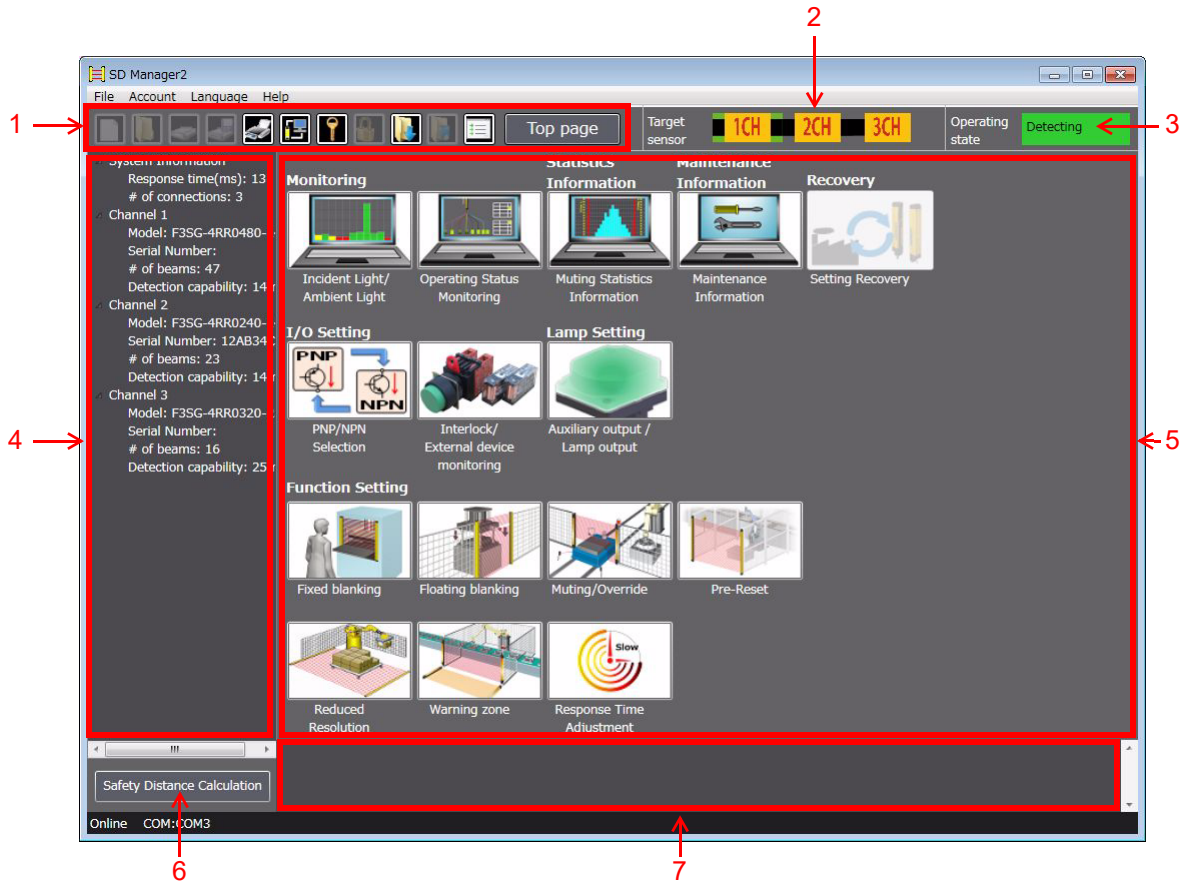 2
SD Manager2
File Account Language Help
1
Top page
Target
sensor
1CH
2CH
3CH
Operating
state
Detecting
3
System Information
Response time(ms): 13
# of connections: 3
Channel 1
Model: F3SG-4RR0480-
Serial Number:
# of beams: 47
Detection capability: 14
Channel 2
Model: F3SG-4RR0240-
Serial Number: 12AB34
# of beams: 23
Detection capability: 14
Channel 3
Model: F3SG-4RR0320-
Serial Number:
# of beams: 16
Detection capability: 25
4
Monitoring
Statistics
Information
Maintenance
Information
Recovery
Incident Light/
Ambient Light
Operating Status
Monitoring
Muting Statistics
Information
Maintenance
Information
Setting Recovery
I/O Setting
Lamp Setting
PNP
NPN
PNP/NPN
Selection
Interlock/
External device
monitoring
Auxiliary output /
Lamp output
5
Function Setting
Fixed blanking
Floating blanking
Muting/Override
Pre-Reset
Slow
Reduced
Resolution
Warning zone
Response Time
Adjustment
Safety Distance Calculation
Online COM:COM3
6
7